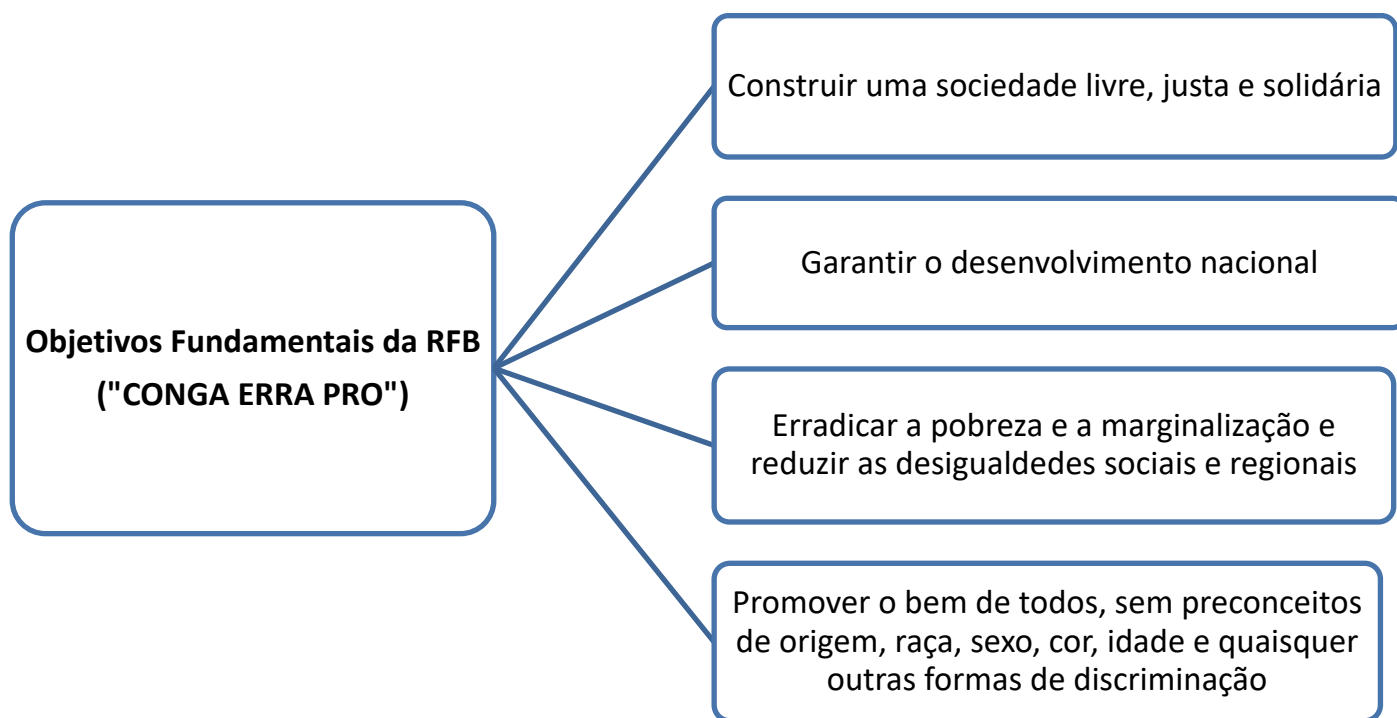 Objetivos Fundamentais da RFB
("CONGA ERRA PRO")
Construir uma sociedade livre, justa e solidária
Garantir o desenvolvimento nacional
Erradicar a pobreza e a marginalização e
reduzir as desigualdedes sociais e regionais
Promover o bem de todos, sem preconceitos
de origem, raça, sexo, cor, idade e quaisquer
outras formas de discriminação